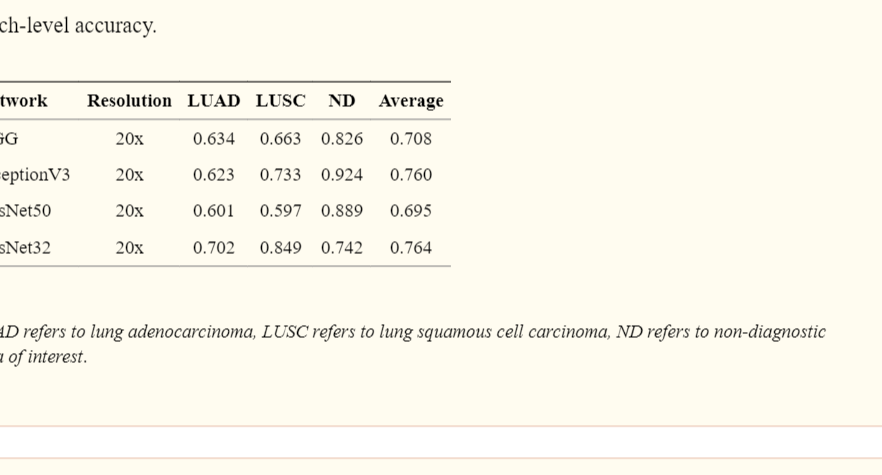 ch-level accuracy.
twork Resolution LUAD LUSC ND Average
GG 20x 0.634 0.663 0.826 0.708
eptionV3 20x 0.623 0.733 0.924 0.760
sNet50 20x 0.601 0.597 0.889 0.695
sNet32 20x 0.702 0.849 0.742 0.764
AD refers to lung adenocarcinoma, LUSC refers to lung squamous cell carcinoma, ND refers to non-diagnostic
a of interest.